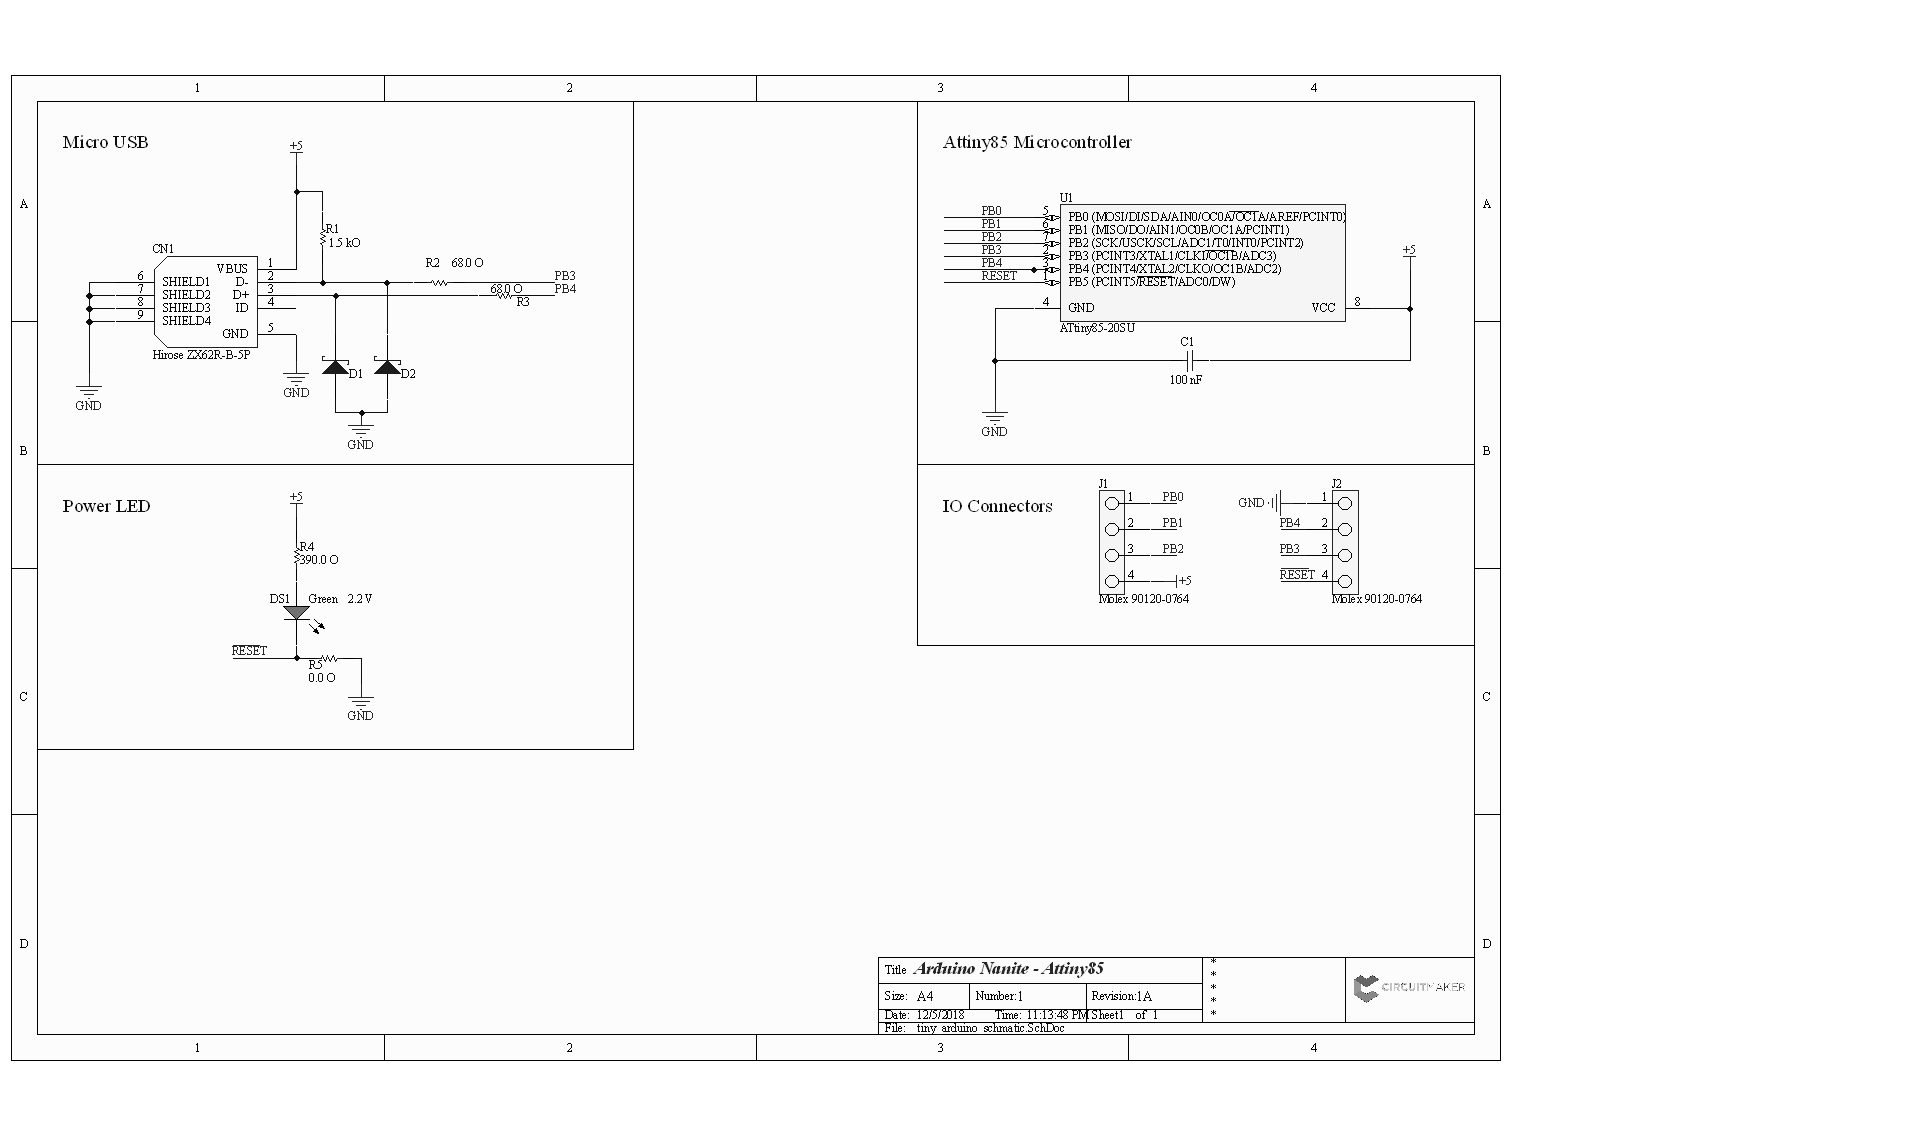 1 2 3 4
A A
B B
C C
D D
Micro USB
+5
R1
1.5 kO
CN1
VBUS 1
D- 2
D+ 3
ID 4
GND 5
6 SHIELD1
7 SHIELD2
8 SHIELD3
9 SHIELD4
Hirose ZX62R-B-5P
R2 68.0 O
PB3
68.0 O
R3
PB4
D1
D2
GND
GND
GND
Power LED
+5
R4
390.0 O
DS1 Green 2.2 V
RESET
R5
0.0 O
GND
Attiny85 Microcontroller
U1
PB0 5 PB0 (MOSI/DI/SDA/AIN0/OC0A/OC1A/AREF/PCINT0)
PB1 6 PB1 (MISO/DO/AIN1/OC0B/OC1A/PCINT1)
PB2 7 PB2 (SCK/USCK/SCL/ADC1/T0/INT0/PCINT2)
PB3 2 PB3 (PCINT3/XTAL1/CLKI/OC1B/ADC3)
PB4 3 PB4 (PCINT4/XTAL2/CLKO/OC1B/ADC2)
RESET 1 PB5 (PCINT5/RESET/ADC0/DW)
4 GND
VCC 8
+5
ATtiny85-20SU
C1
100 nF
GND
IO Connectors
J1
1 PB0
2 PB1
3 PB2
4 +5
Molex 90120-0764
J2
GND 1
PB4 2
PB3 3
RESET 4
Molex 90120-0764
Title Arduino Nanite - Attiny85
Size: A4 Number:1 Revision:1A
Date: 12/5/2018 Time: 11:13:48 PM Sheet1 of 1
File: tiny arduino schmatic.SchDoc
*
*
*
*
*
CIRCUITMAKER
1 2 3 4